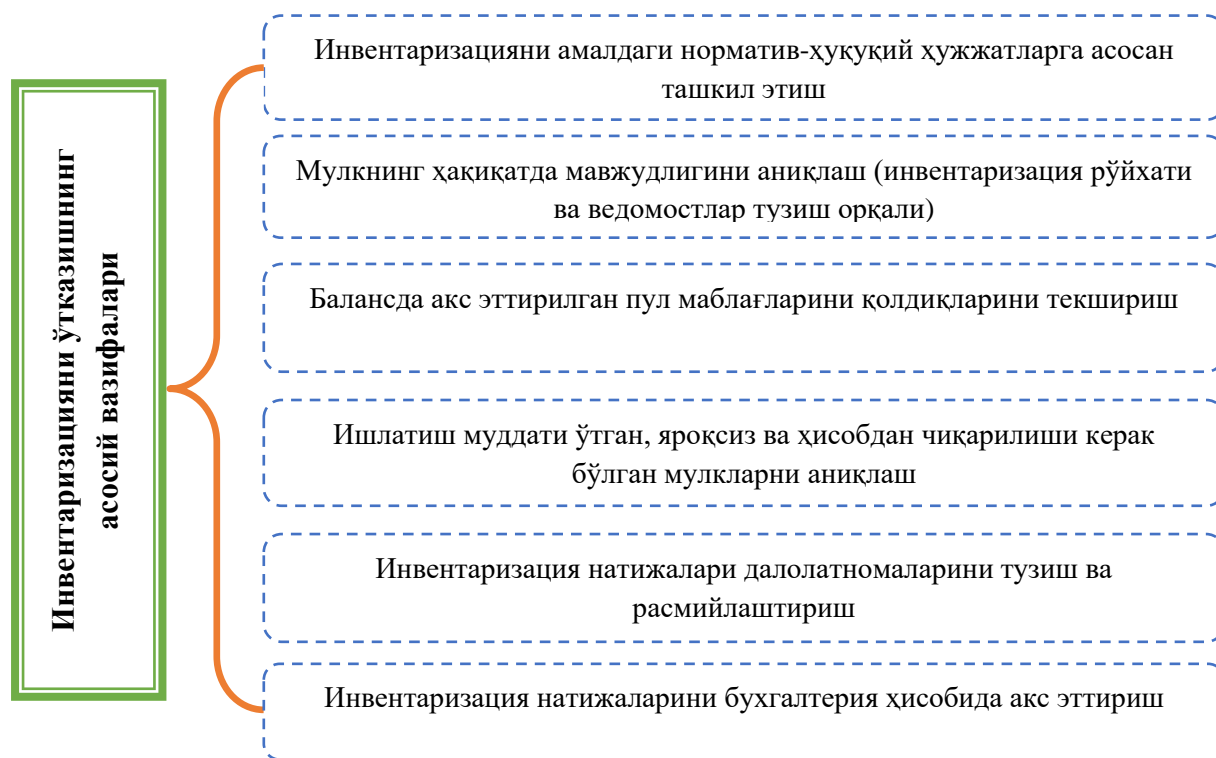 Инвентаризацияни ўтказишнинг
асосий вазифалари
Инвентаризацияни амалдаги норматив-ҳуқуқий ҳужжатларга асосан
ташкил этиш
Мулкнинг ҳақиқатда мавжудлигини аниқлаш (инвентаризация рўйхати
ва ведомостлар тузиш орқали)
Балансда акс эттирилган пул маблағларини қолдиқларини текшириш
Ишлатиш муддати ўтган, яроқсиз ва ҳисобдан чиқарилиши керак
бўлган мулкларни аниқлаш
Инвентаризация натижалари далолатномаларини тузиш ва
расмийлаштириш
Инвентаризация натижаларини бухгалтерия ҳисобида акс эттириш